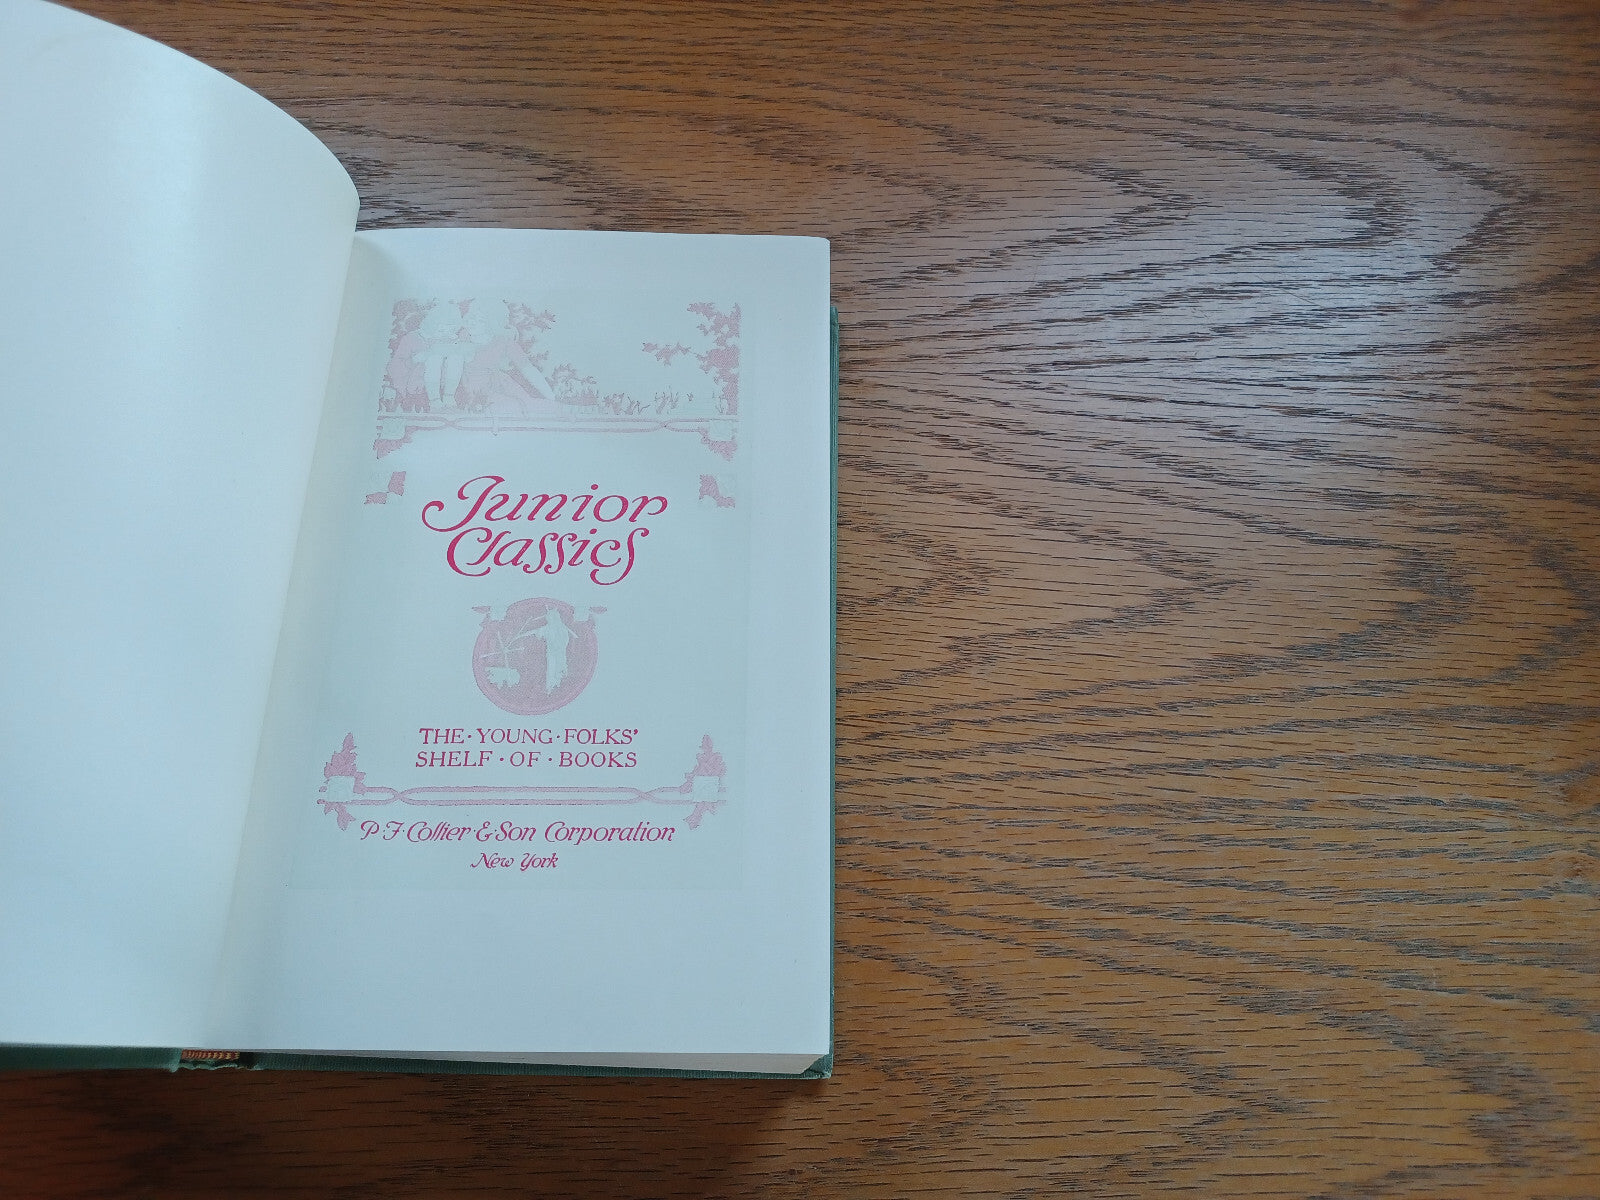 Junior
Classics
THE · YOUNG · FOLKS'
SHELF · OF · BOOKS
P · F · Collier · & · Son Corporation
New York